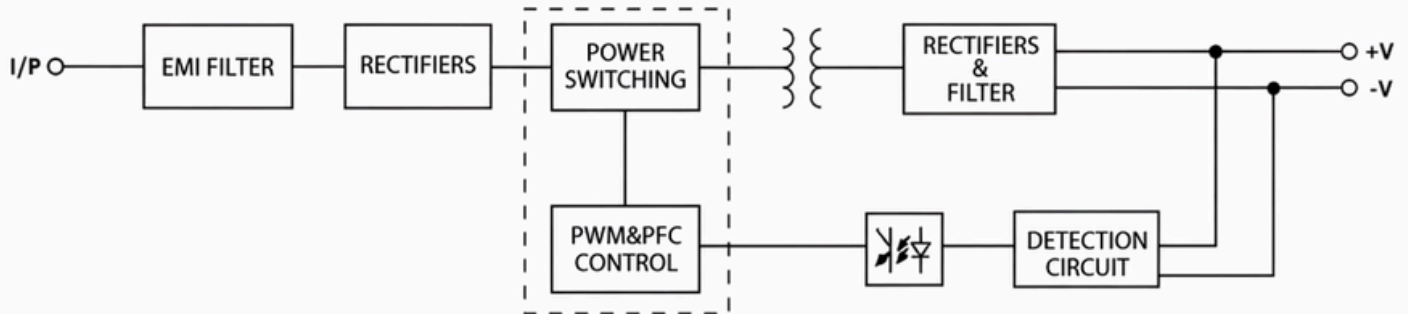 I/P
EMI FILTER
RECTIFIERS
POWER
SWITCHING
RECTIFIERS
&
FILTER
+V
-V
PWM&PFC
CONTROL
DETECTION
CIRCUIT